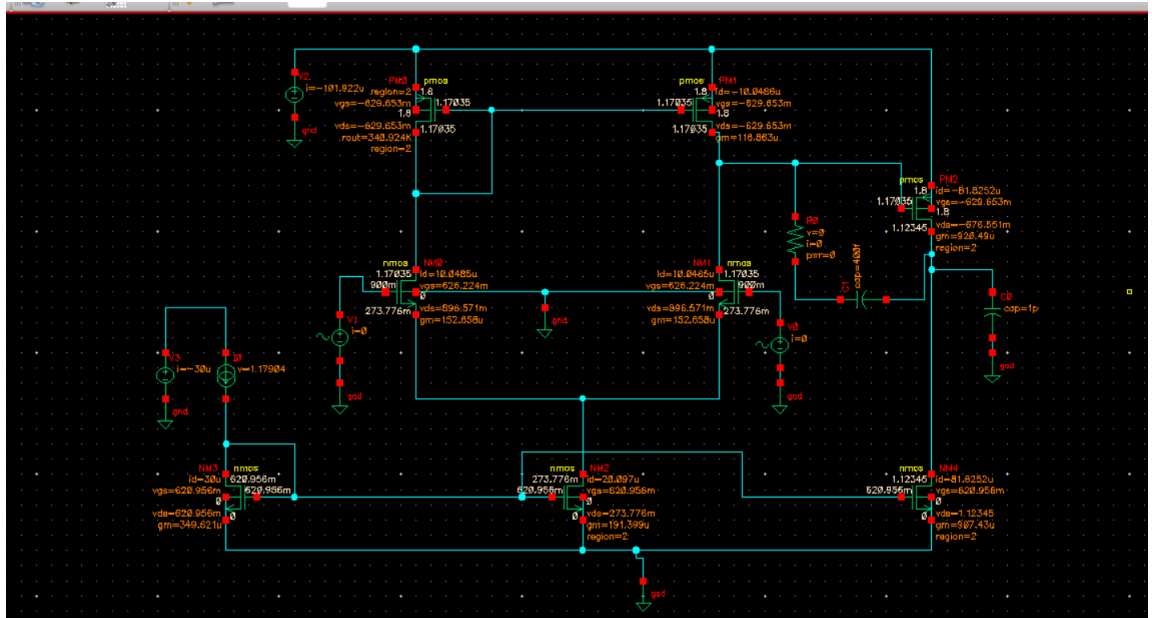 V2
i=-101.922u
gnd
PM0
pmos
1.8
region=2
1.17035
vgs=-629.653m
1.8
vds=-629.653m
rout=340.924K
1.17035
region=2
pmos
PM1
1.8
id=-10.0486u
1.17035
vgs=-629.653m
1.8
vds=-629.653m
1.17035
gm=116.863u
pmos
PM2
1.8
id=-81.8252u
1.17035
vgs=-629.653m
1.8
vds=-676.551m
1.12345
gm=920.49u
region=2
R0
v=0
i=0
pwr=0
C1
cap=400f
C0
cap=1p
gnd
NM0
nmos
1.17035
id=10.0485u
900m
vgs=626.224m
0
vds=896.571m
273.776m
gm=152.658u
gnd
nmos
NM1
id=10.0485u
1.17035
vgs=626.224m
900m
0
vds=896.571m
273.776m
gm=152.658u
V1
i=0
gnd
V0
i=0
gnd
V3
i=-30u
gnd
I0
v=1.17904
NM3
nmos
id=30u
620.956m
vgs=620.956m
620.956m
0
vds=620.956m
0
gm=349.621u
nmos
NM2
273.776m
id=20.097u
620.956m
vgs=620.956m
0
vds=273.776m
0
gm=191.399u
region=2
nmos
NM4
1.12345
id=81.8252u
620.956m
vgs=620.956m
0
vds=1.12345
0
gm=907.43u
region=2
gnd